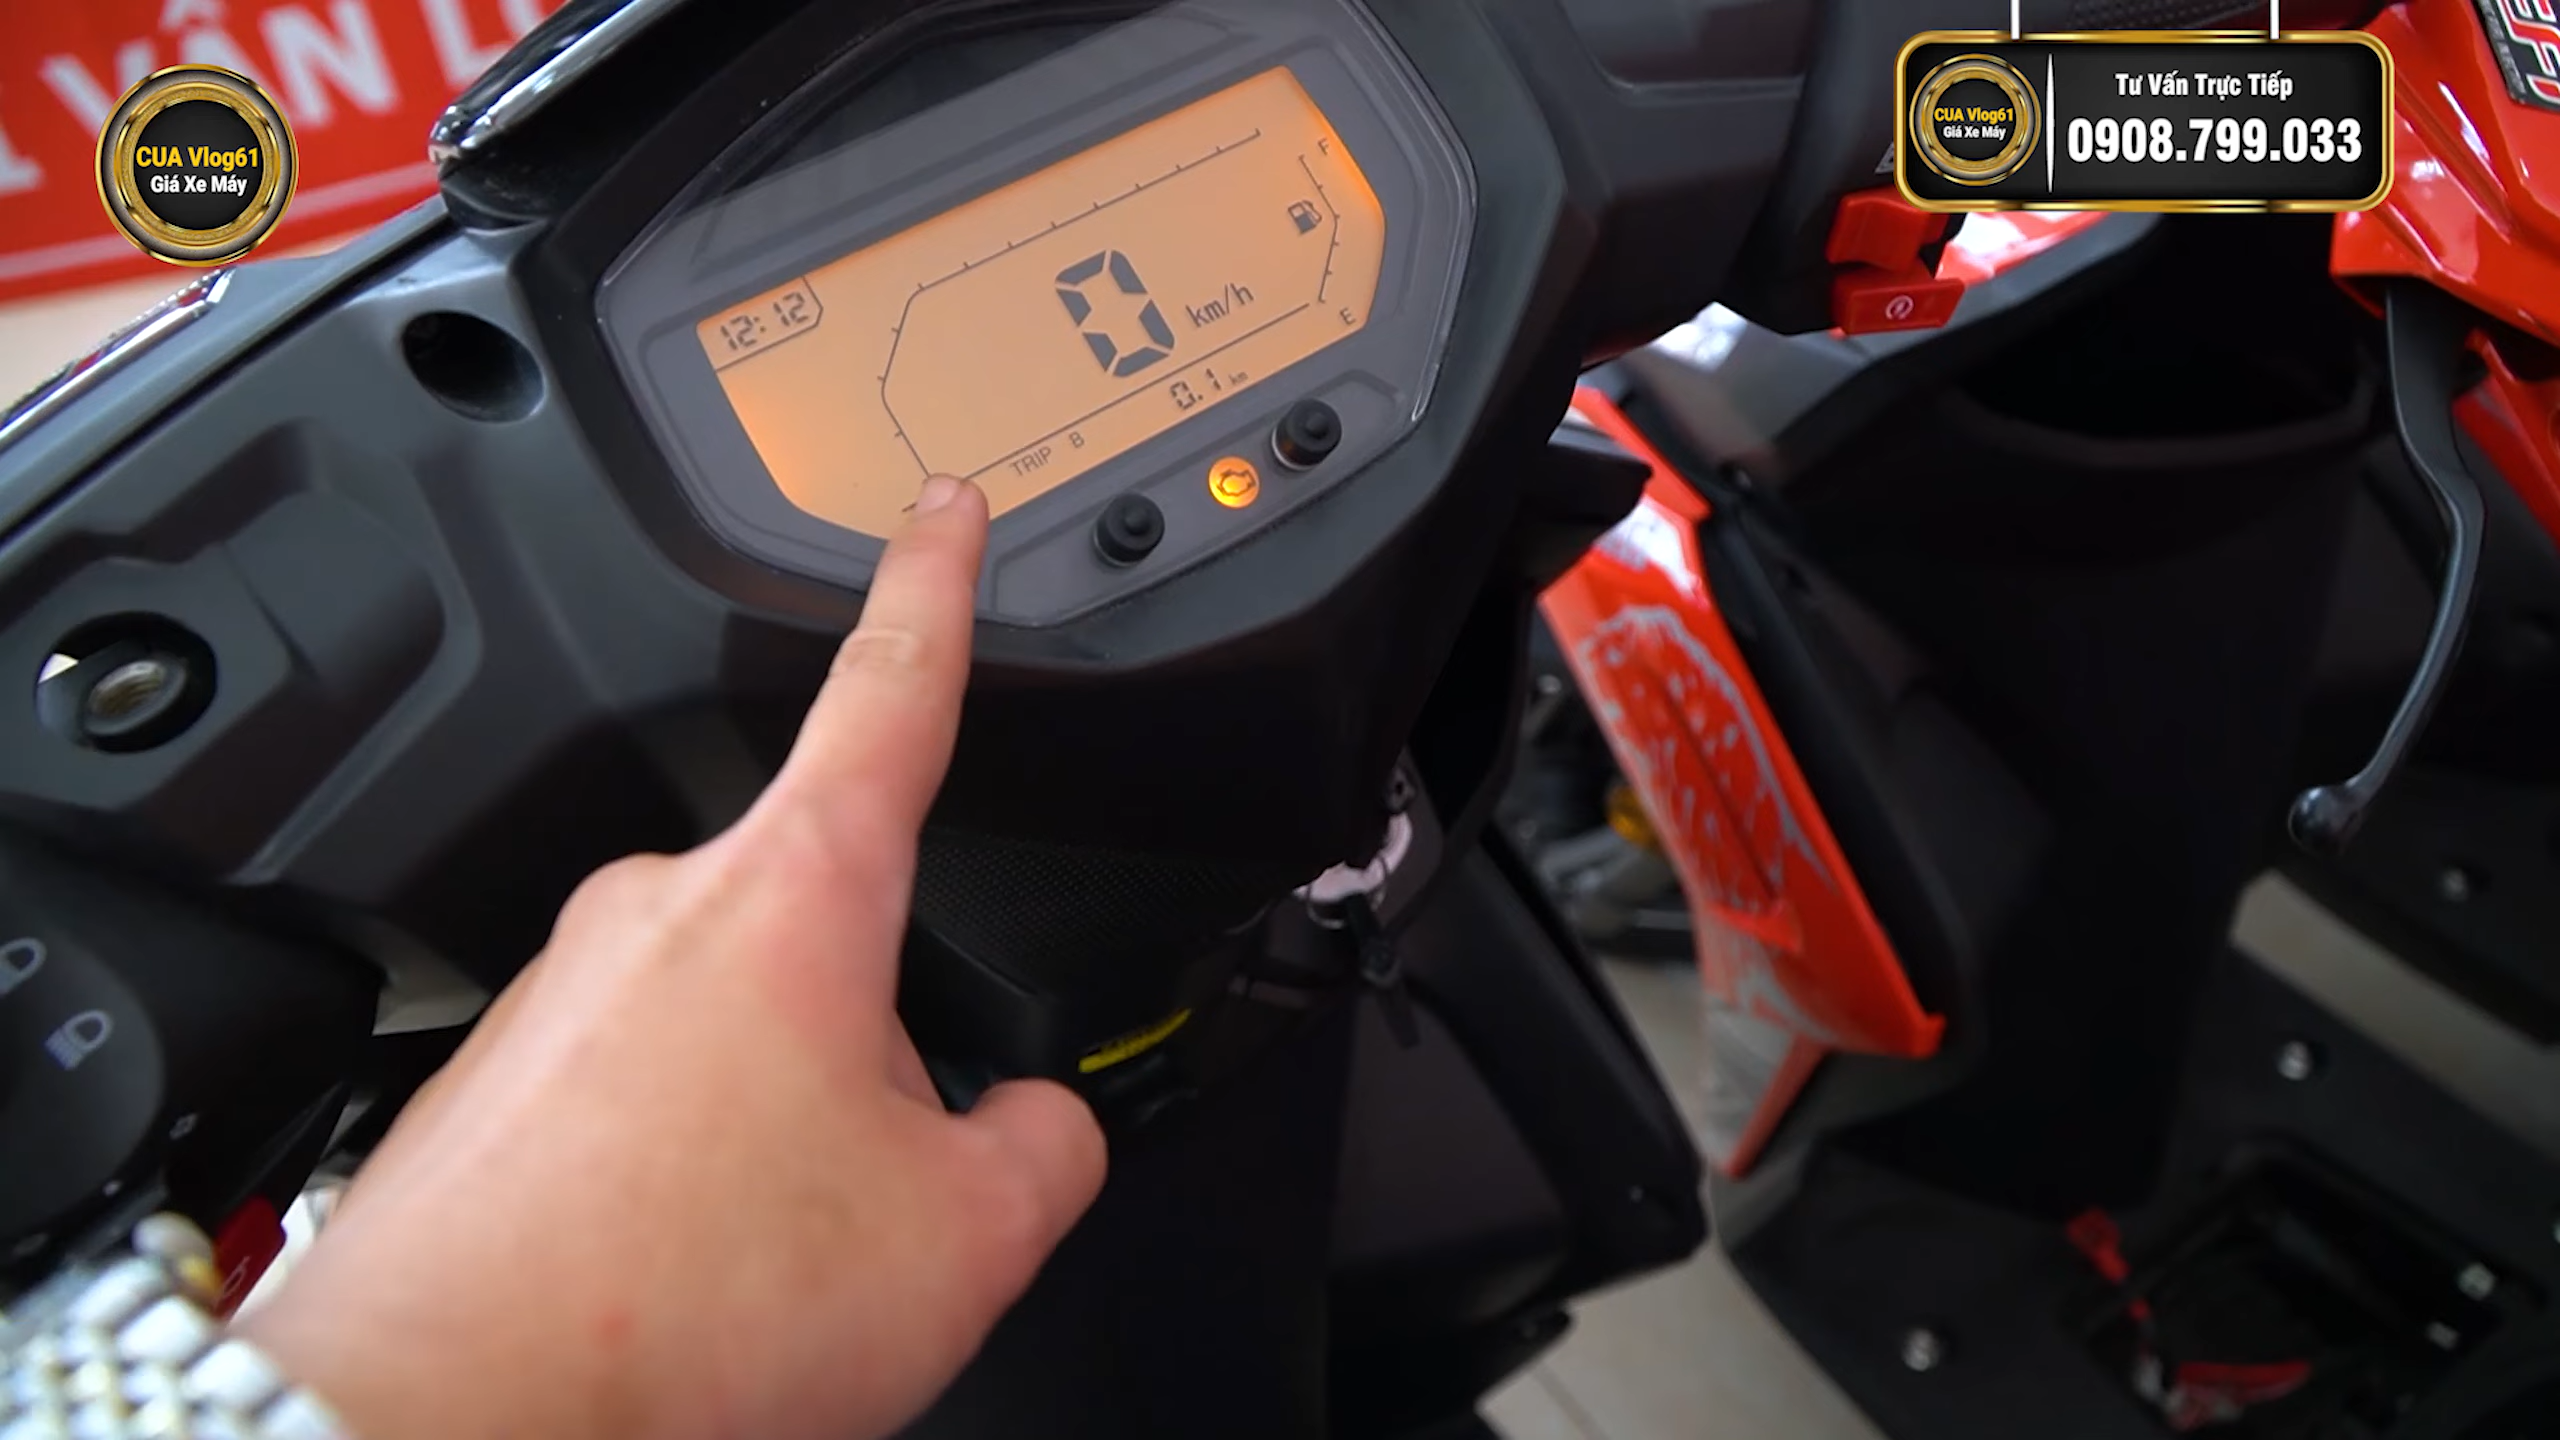 VÂN L
CUA Vlog61
Giá Xe Máy
CUA Vlog61
Giá Xe Máy
Tư Vấn Trực Tiếp
0908.799.033
12:12
0 km/h
F
E
TRIP B 0.1 km